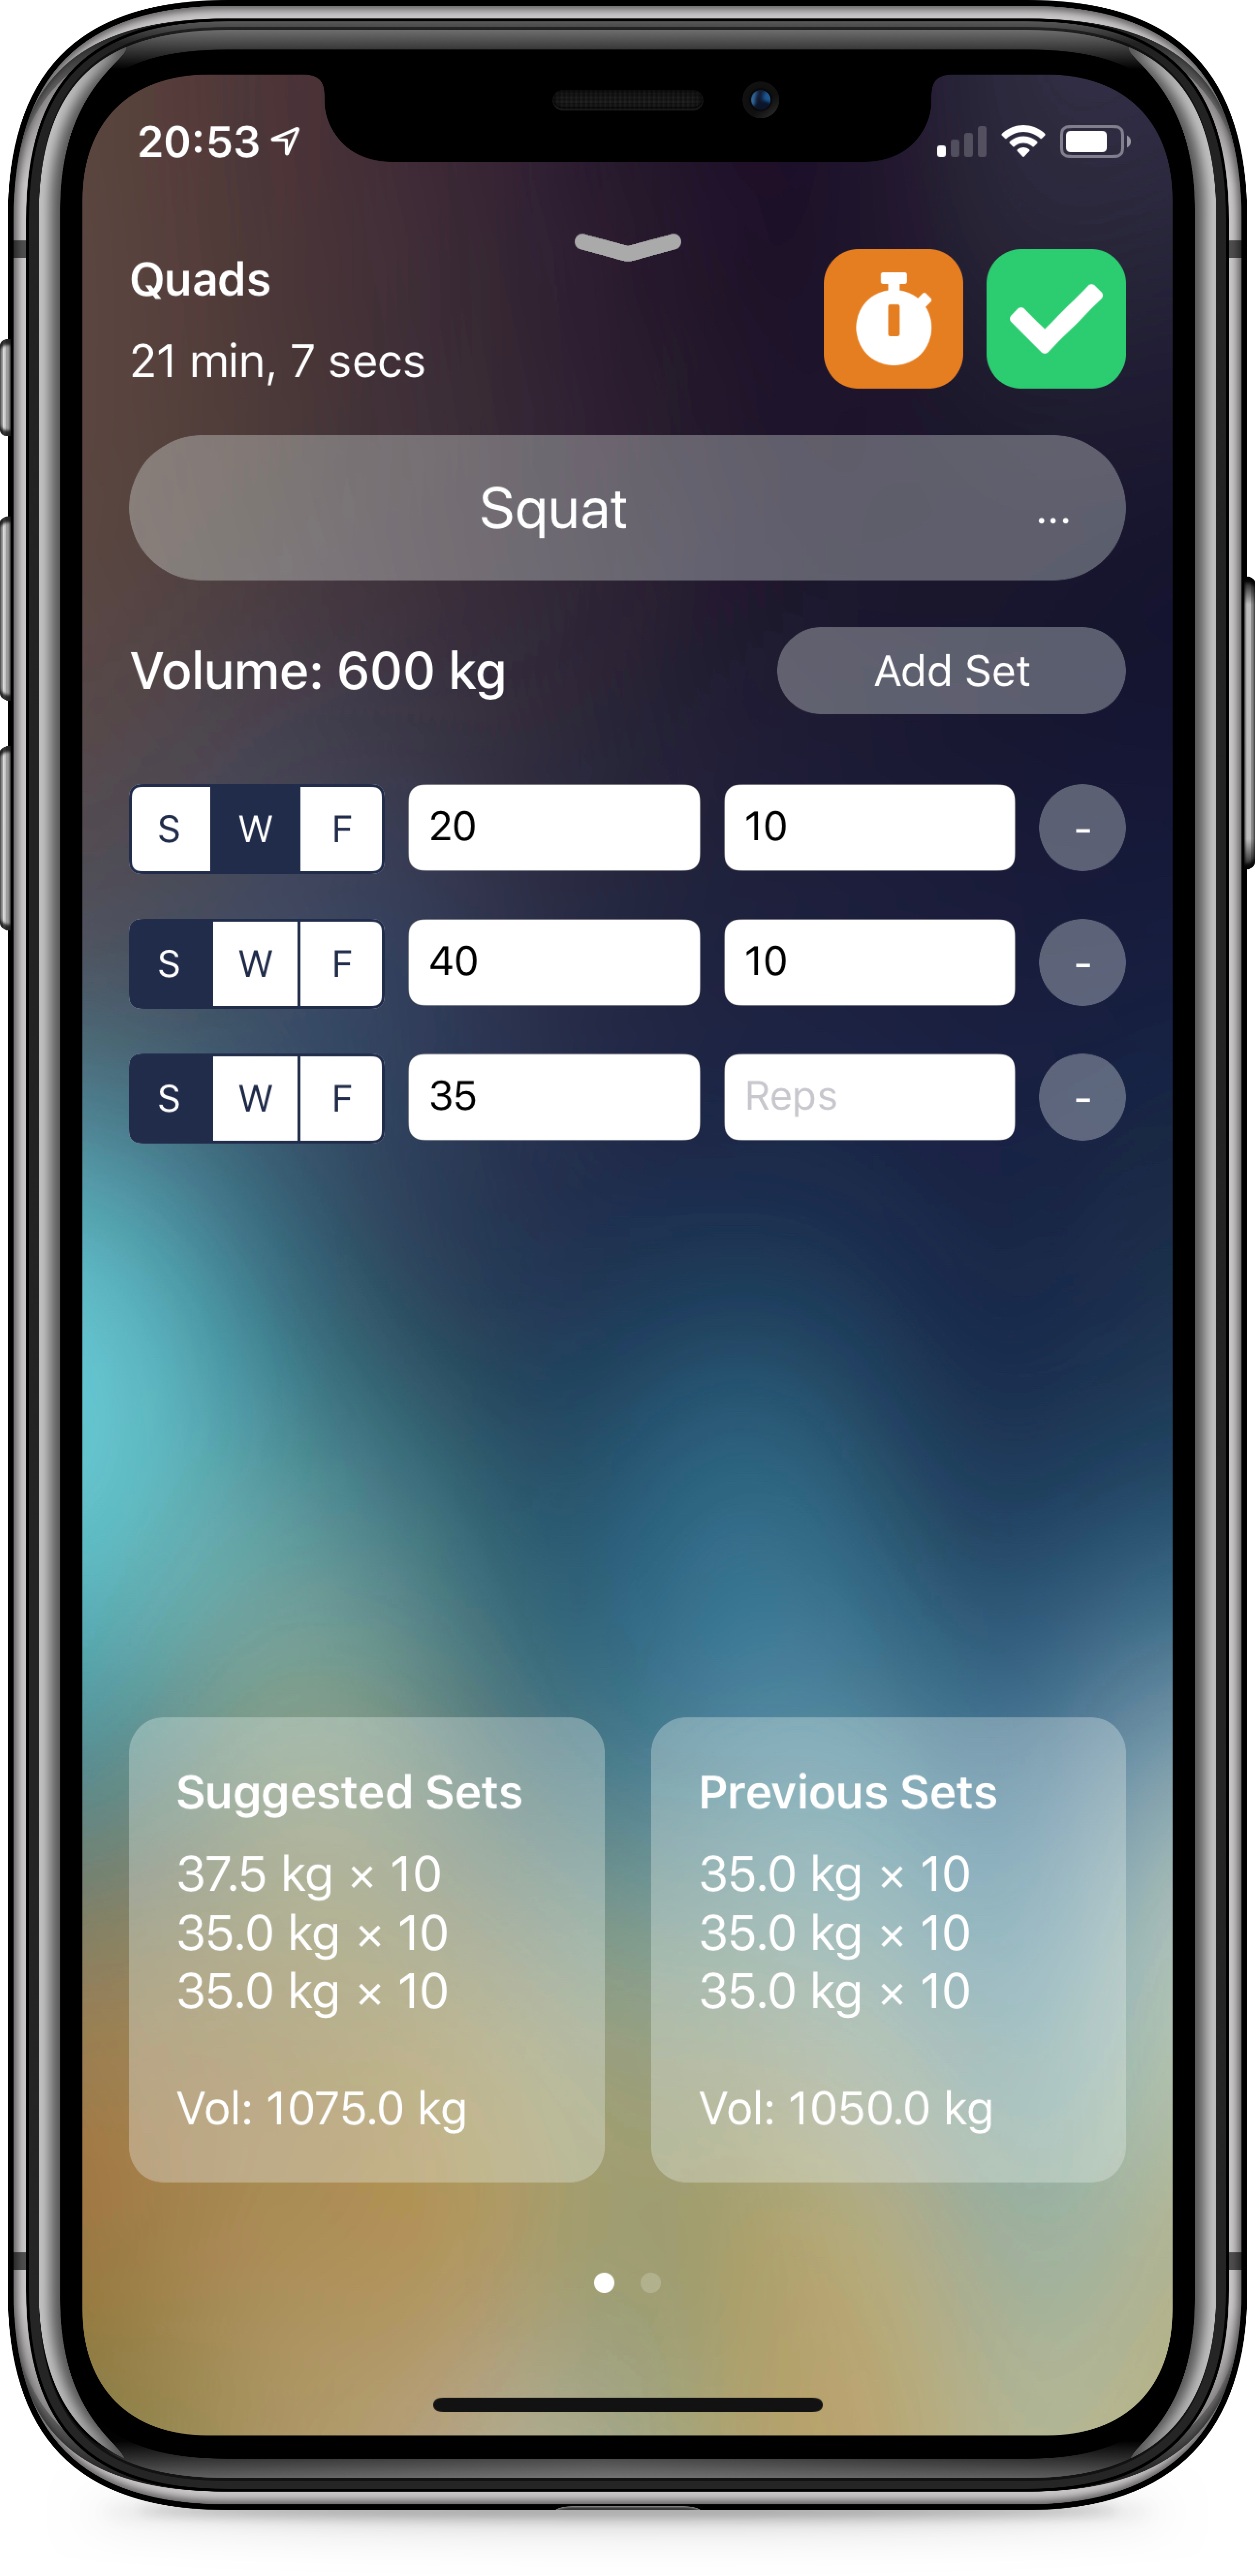 20:53
Quads
21 min, 7 secs
Squat ...
Volume: 600 kg Add Set
S W F 20 10 -
S W F 40 10 -
S W F 35 Reps -
Suggested Sets
37.5 kg × 10
35.0 kg × 10
35.0 kg × 10
Vol: 1075.0 kg
Previous Sets
35.0 kg × 10
35.0 kg × 10
35.0 kg × 10
Vol: 1050.0 kg